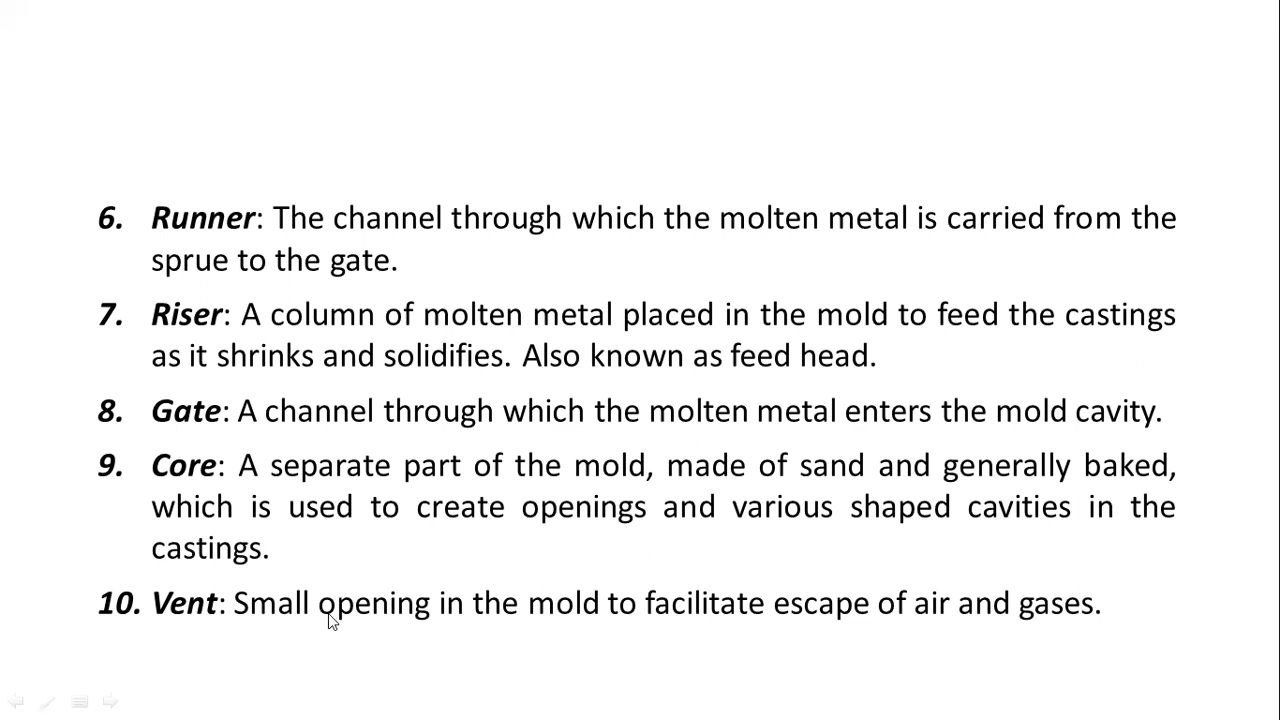 6. Runner: The channel through which the molten metal is carried from the
sprue to the gate.
7. Riser: A column of molten metal placed in the mold to feed the castings
as it shrinks and solidifies. Also known as feed head.
8. Gate: A channel through which the molten metal enters the mold cavity.
9. Core: A separate part of the mold, made of sand and generally baked,
which is used to create openings and various shaped cavities in the
castings.
10. Vent: Small opening in the mold to facilitate escape of air and gases.